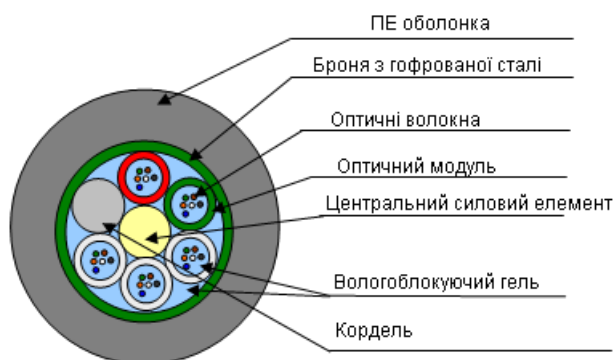 ПЕ оболонка
Броня з гофрованої сталі
Оптичні волокна
Оптичний модуль
Центральний силовий елемент
Вологоблокуючий гель
Кордель